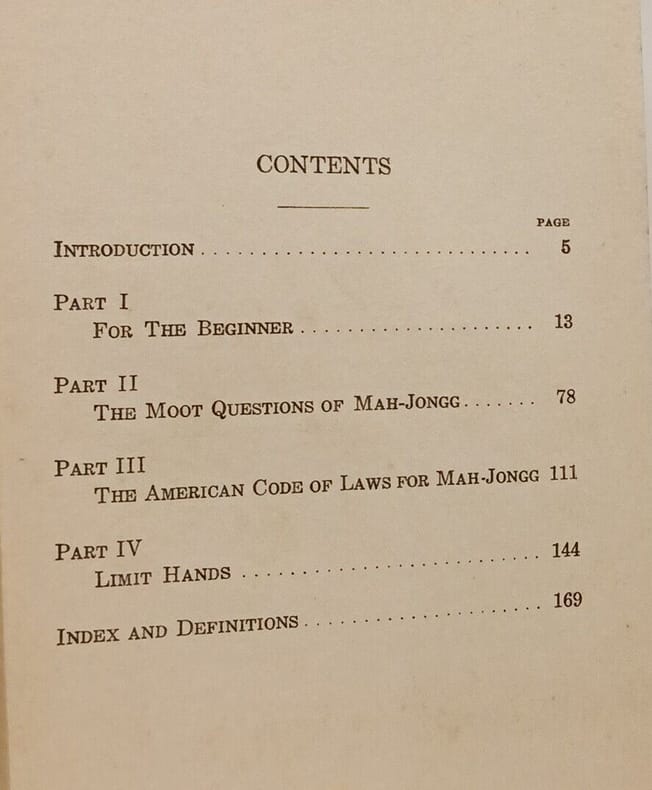 CONTENTS
PAGE
INTRODUCTION.............................. 5
PART I
FOR THE BEGINNER..................... 13
PART II
THE MOOT QUESTIONS OF MAH-JONGG....... 78
PART III
THE AMERICAN CODE OF LAWS FOR MAH-JONGG 111
PART IV
LIMIT HANDS ......................... 144
INDEX AND DEFINITIONS.................... 169